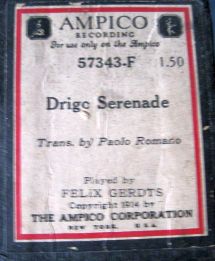 AMPICO
RECORDING
For use only on the Ampico
57343-F 1.50
Drigo Serenade
Trans. by Paolo Romano
Played by
FELIX GERDTS
Copyright 1914 by
THE AMPICO CORPORATION
NEW YORK, U.S.A.